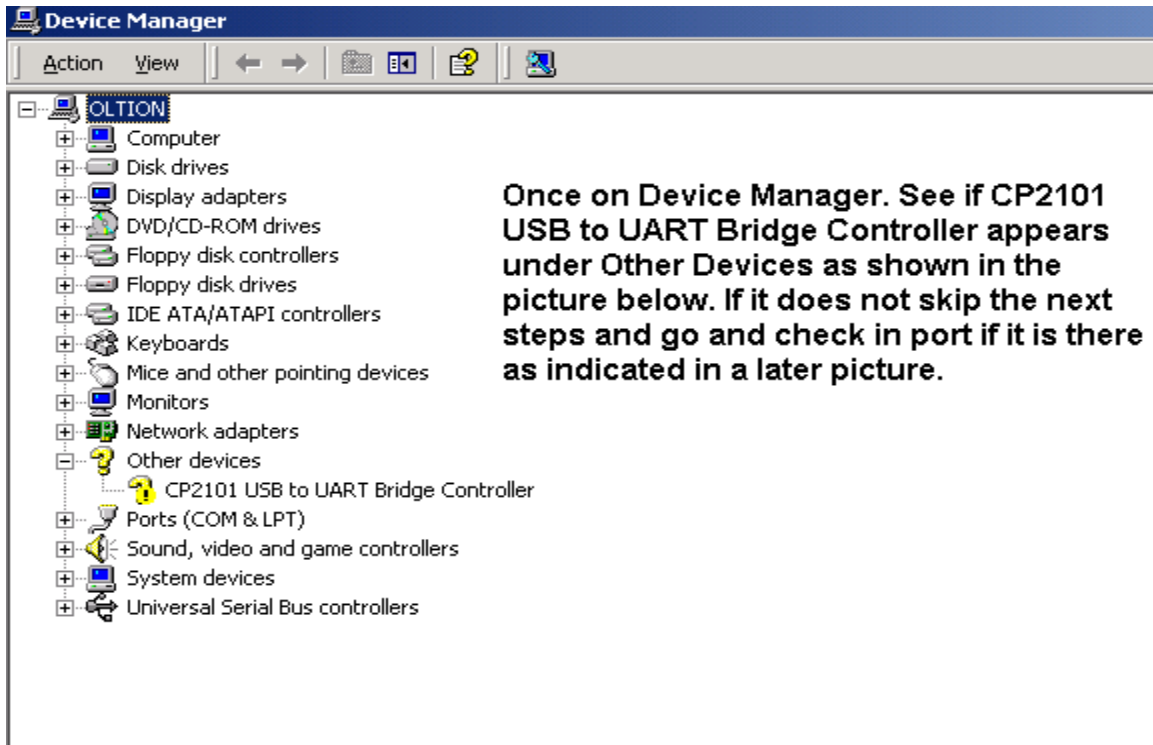 Device Manager
Action View
OLTION
Computer
Disk drives
Display adapters
DVD/CD-ROM drives
Floppy disk controllers
Floppy disk drives
IDE ATA/ATAPI controllers
Keyboards
Mice and other pointing devices
Monitors
Network adapters
Other devices
CP2101 USB to UART Bridge Controller
Ports (COM & LPT)
Sound, video and game controllers
System devices
Universal Serial Bus controllers
Once on Device Manager. See if CP2101
USB to UART Bridge Controller appears
under Other Devices as shown in the
picture below. If it does not skip the next
steps and go and check in port if it is there
as indicated in a later picture.